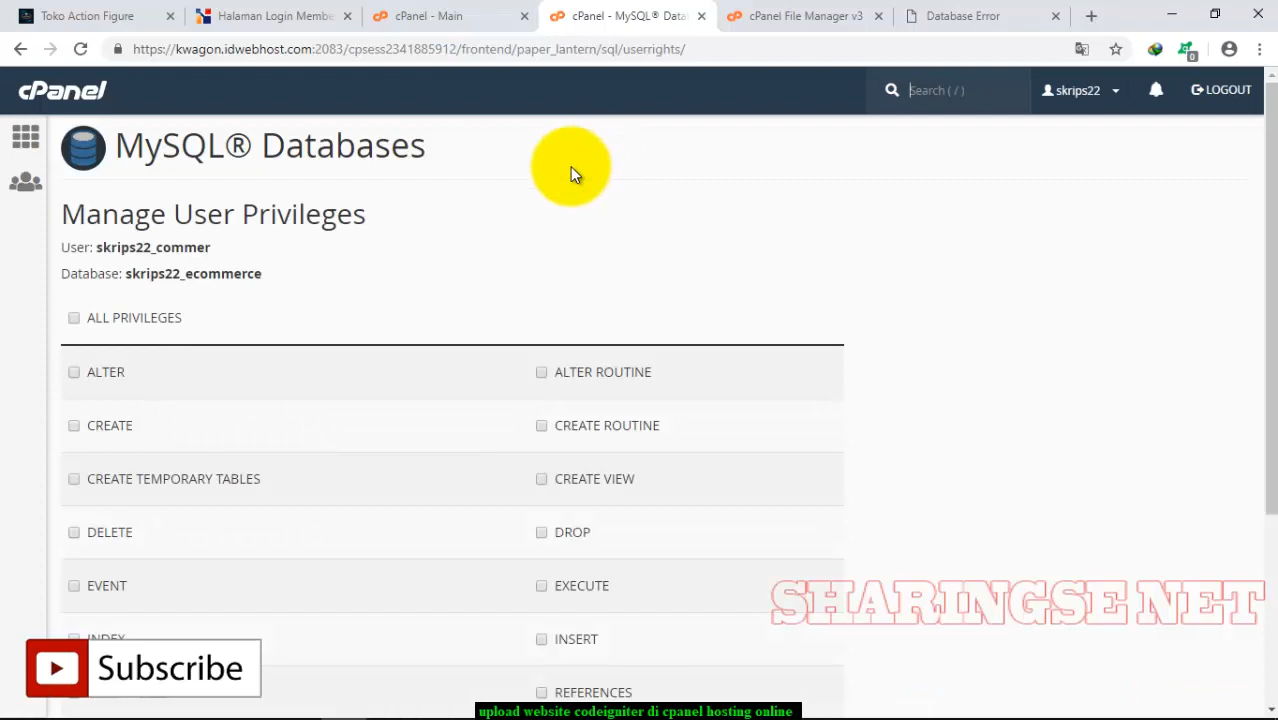 Toko Action Figure
Halaman Login Membe
cPanel - Main
cPanel - MySQL® Data
cPanel File Manager v3
Database Error
https://kwagon.idwebhost.com:2083/cpsess2341885912/frontend/paper_lantern/sql/userrights/
0
cPanel
Search ( / )
skrips22
LOGOUT
MySQL® Databases
Manage User Privileges
User: skrips22_commer
Database: skrips22_ecommerce
ALL PRIVILEGES
ALTER
ALTER ROUTINE
CREATE
CREATE ROUTINE
CREATE TEMPORARY TABLES
CREATE VIEW
DELETE
DROP
EVENT
EXECUTE
INDEX
INSERT
REFERENCES
SHARINGSE NET
Subscribe
upload website codeigniter di cpanel hosting online